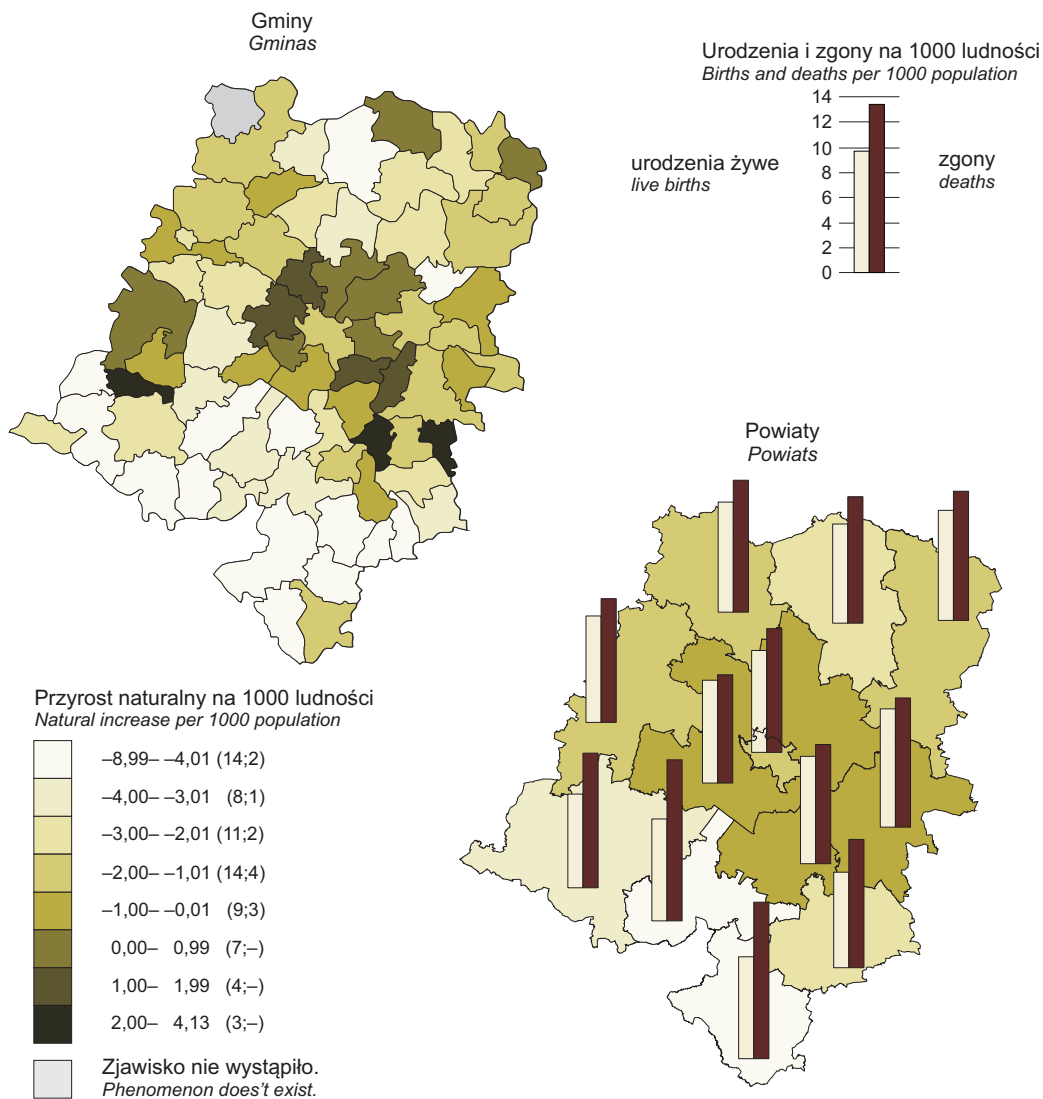 Gminy
Gminas
Urodzenia i zgony na 1000 ludności
Births and deaths per 1000 population
14
12
10
8
6
4
2
0
urodzenia żywe
live births
zgony
deaths
Powiaty
Powiats
Przyrost naturalny na 1000 ludności
Natural increase per 1000 population
–8,99– –4,01 (14;2)
–4,00– –3,01 (8;1)
–3,00– –2,01 (11;2)
–2,00– –1,01 (14;4)
–1,00– –0,01 (9;3)
0,00– 0,99 (7;–)
1,00– 1,99 (4;–)
2,00– 4,13 (3;–)
Zjawisko nie wystąpiło.
Phenomenon does't exist.